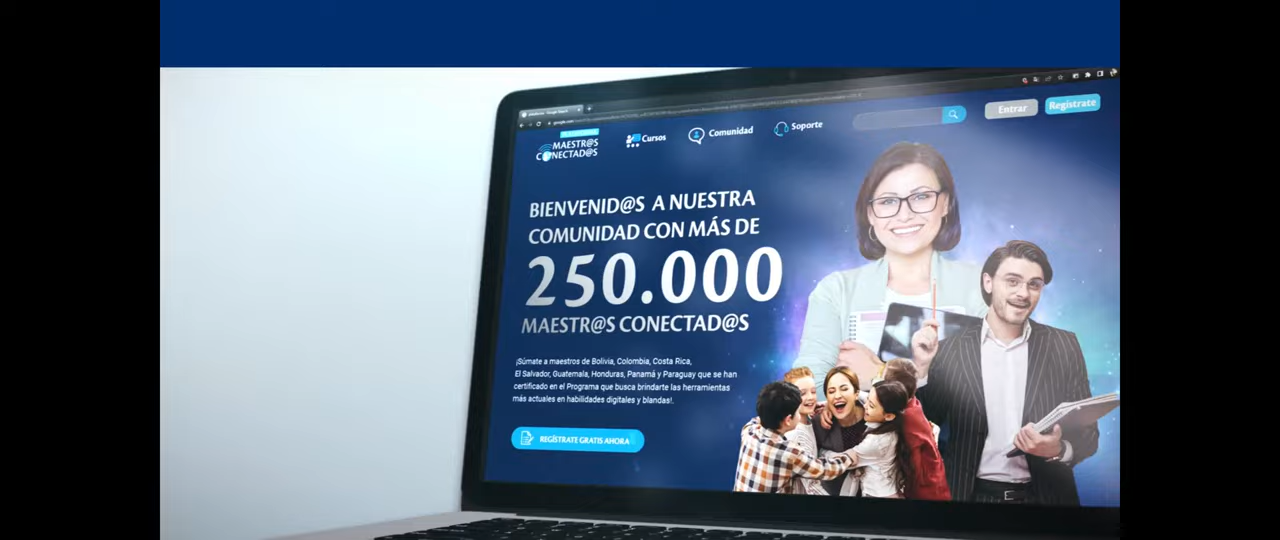 MAESTR@S
CONECTAD@S
Cursos
Comunidad
Soporte
Entrar
Regístrate
BIENVENID@S A NUESTRA
COMUNIDAD CON MÁS DE
250.000
MAESTR@S CONECTAD@S
¡Súmate a maestros de Bolivia, Colombia, Costa Rica,
El Salvador, Guatemala, Honduras, Panamá y Paraguay que se han
certificado en el Programa que busca brindarte las herramientas
más actuales en habilidades digitales y blandas!.
REGÍSTRATE GRATIS AHORA